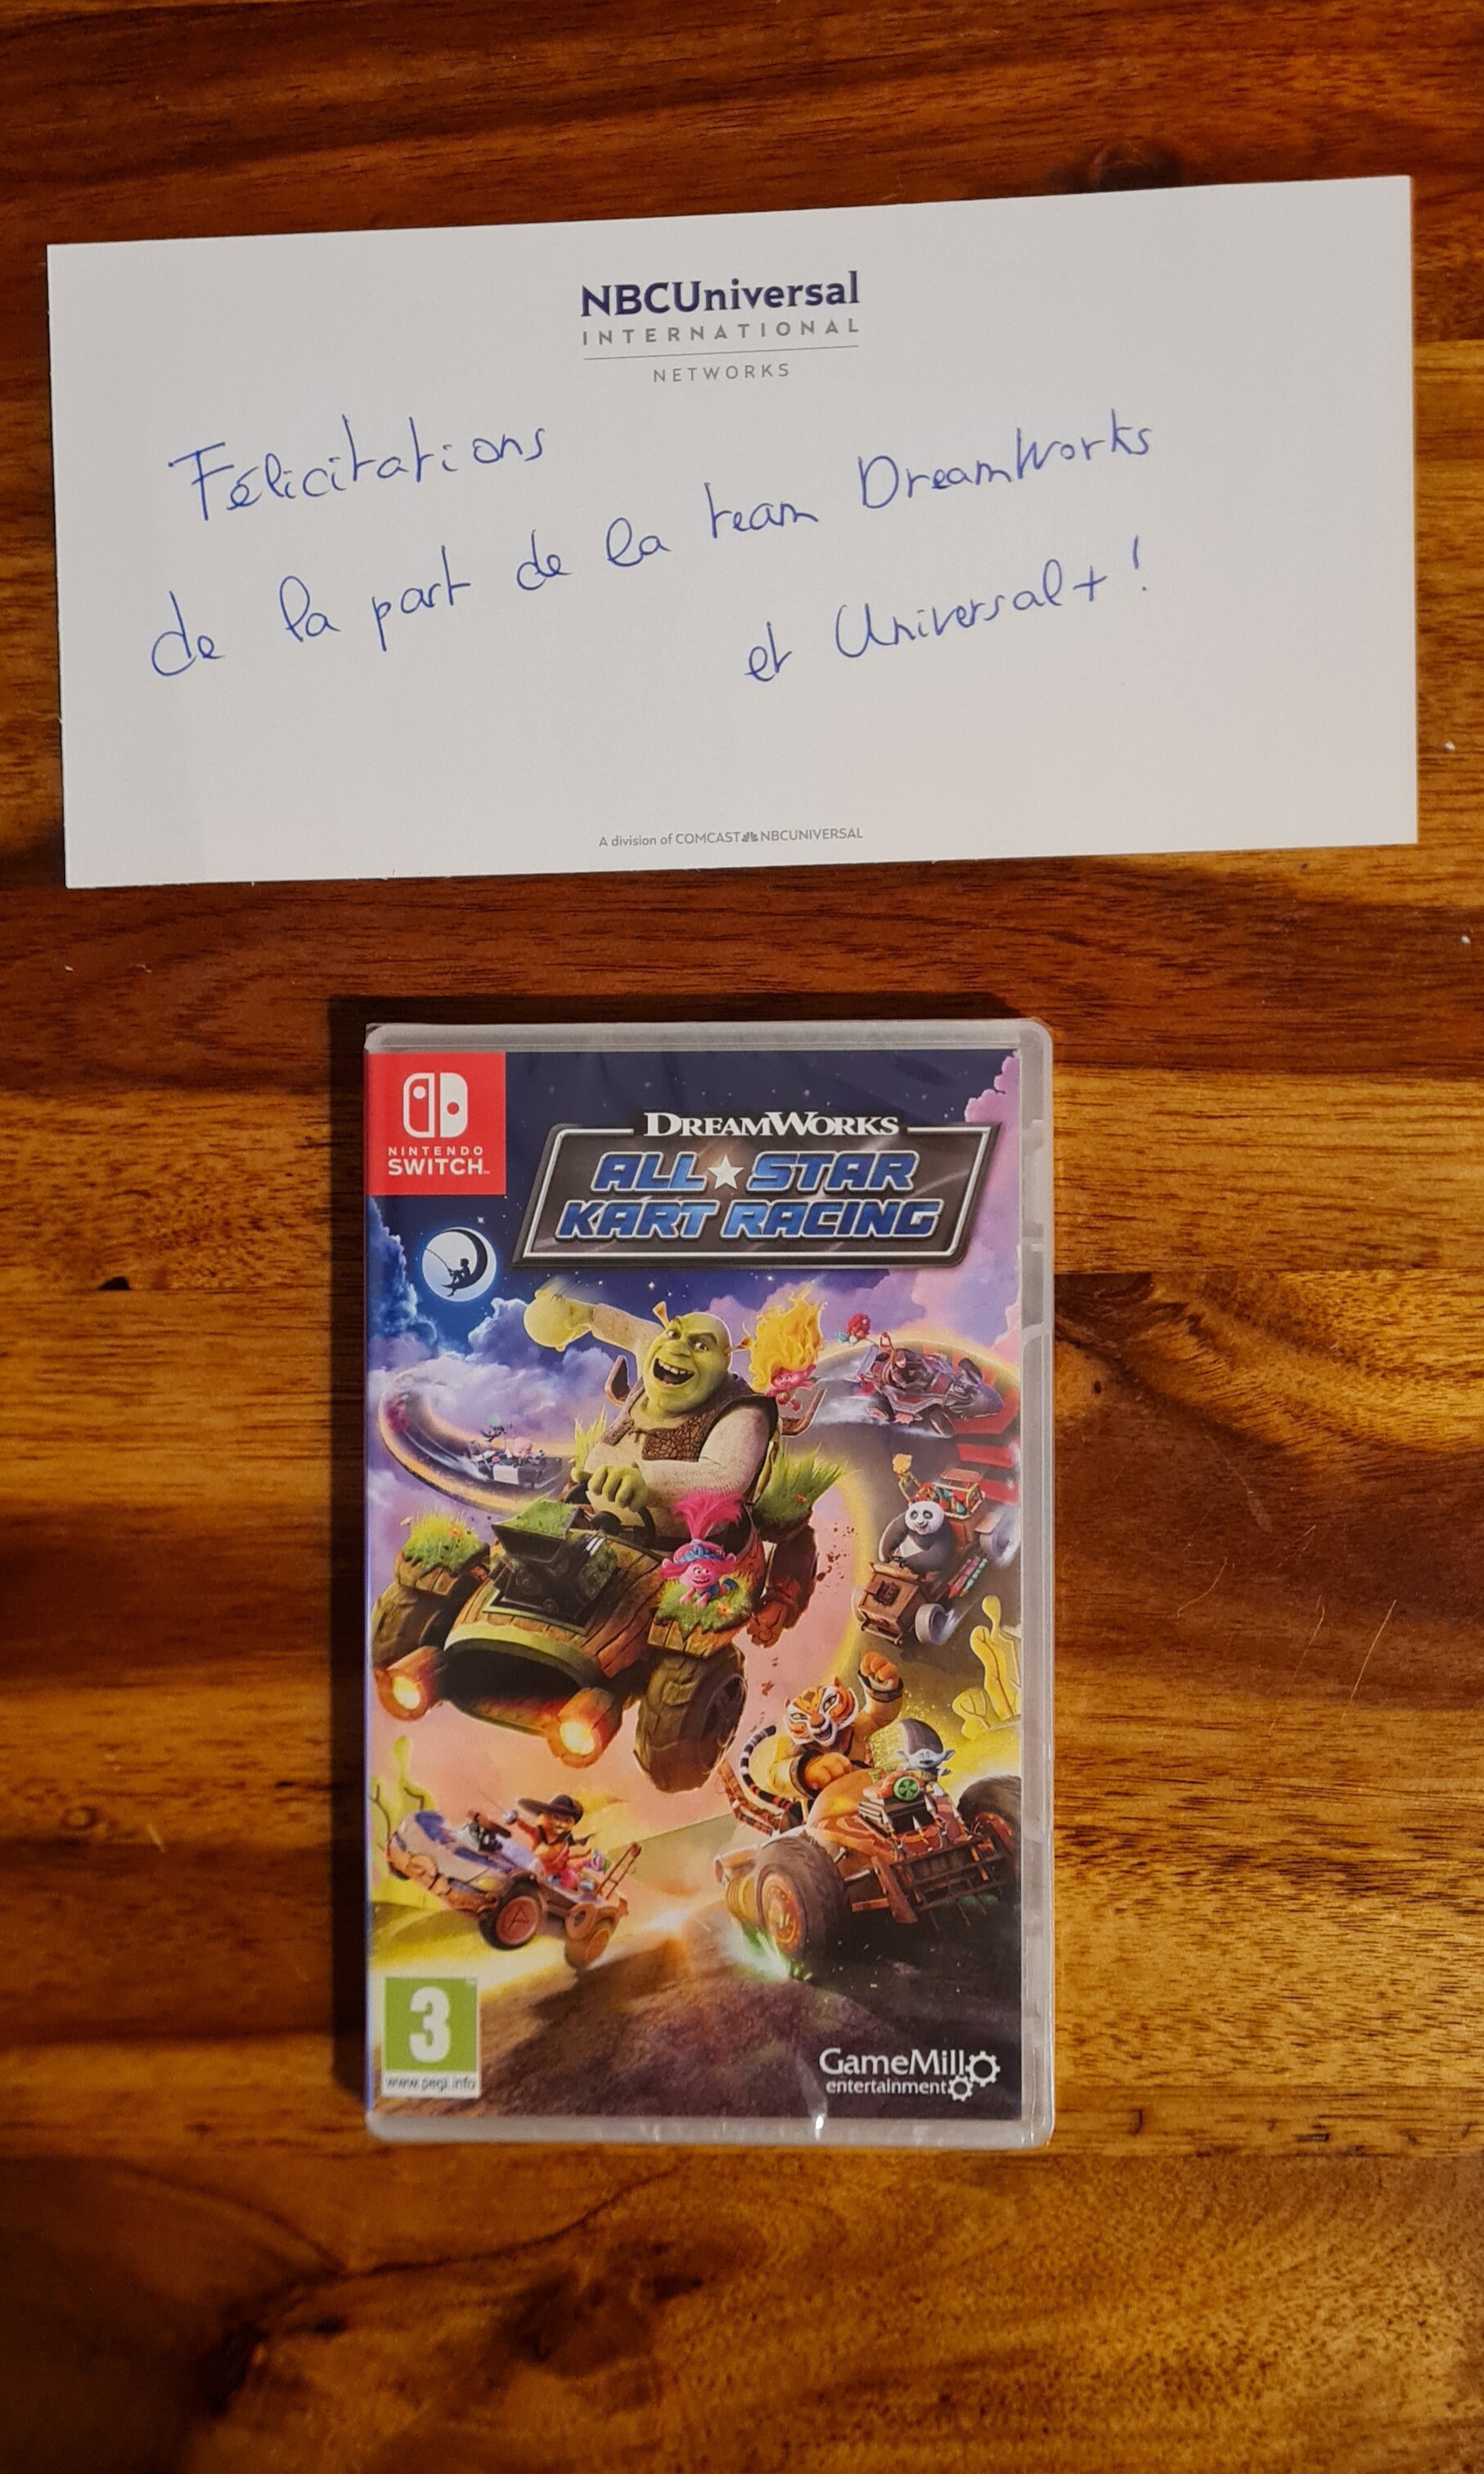 NBCUniversal
INTERNATIONAL
NETWORKS
Félicitations
de la part de la team DreamWorks
et Universal+ !
A division of COMCAST NBCUNIVERSAL
NINTENDO
SWITCH™
DREAMWORKS
ALL★STAR
KART RACING
3
www.pegi.info
GameMill
entertainment